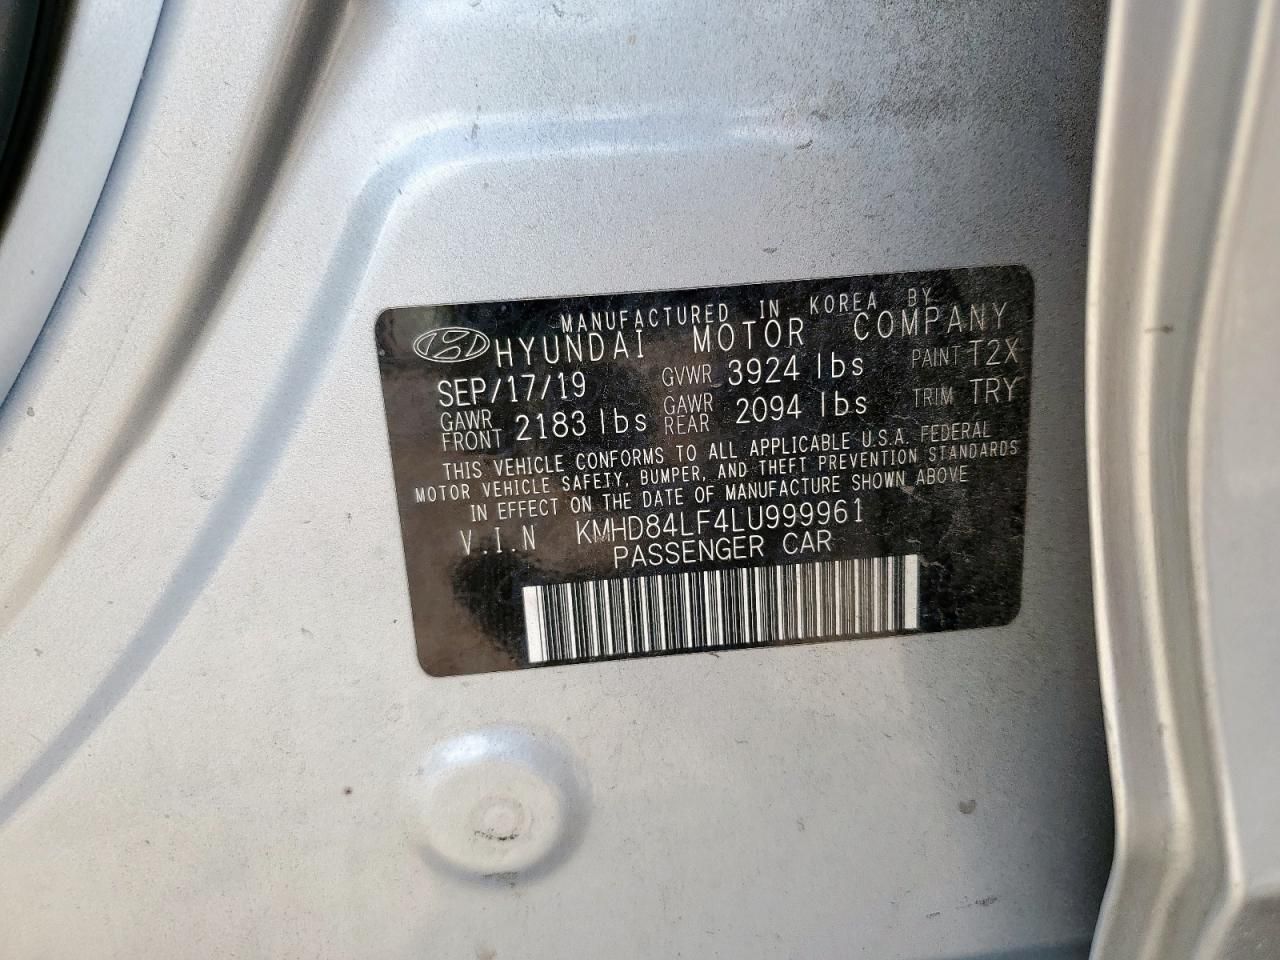 MANUFACTURED IN KOREA BY
HYUNDAI MOTOR COMPANY
SEP/17/19 GVWR 3924 lbs PAINT T2X
GAWR FRONT 2183 lbs GAWR REAR 2094 lbs TRIM TRY
THIS VEHICLE CONFORMS TO ALL APPLICABLE U.S.A. FEDERAL
MOTOR VEHICLE SAFETY, BUMPER, AND THEFT PREVENTION STANDARDS
IN EFFECT ON THE DATE OF MANUFACTURE SHOWN ABOVE
V.I.N KMHD84LF4LU999961
PASSENGER CAR